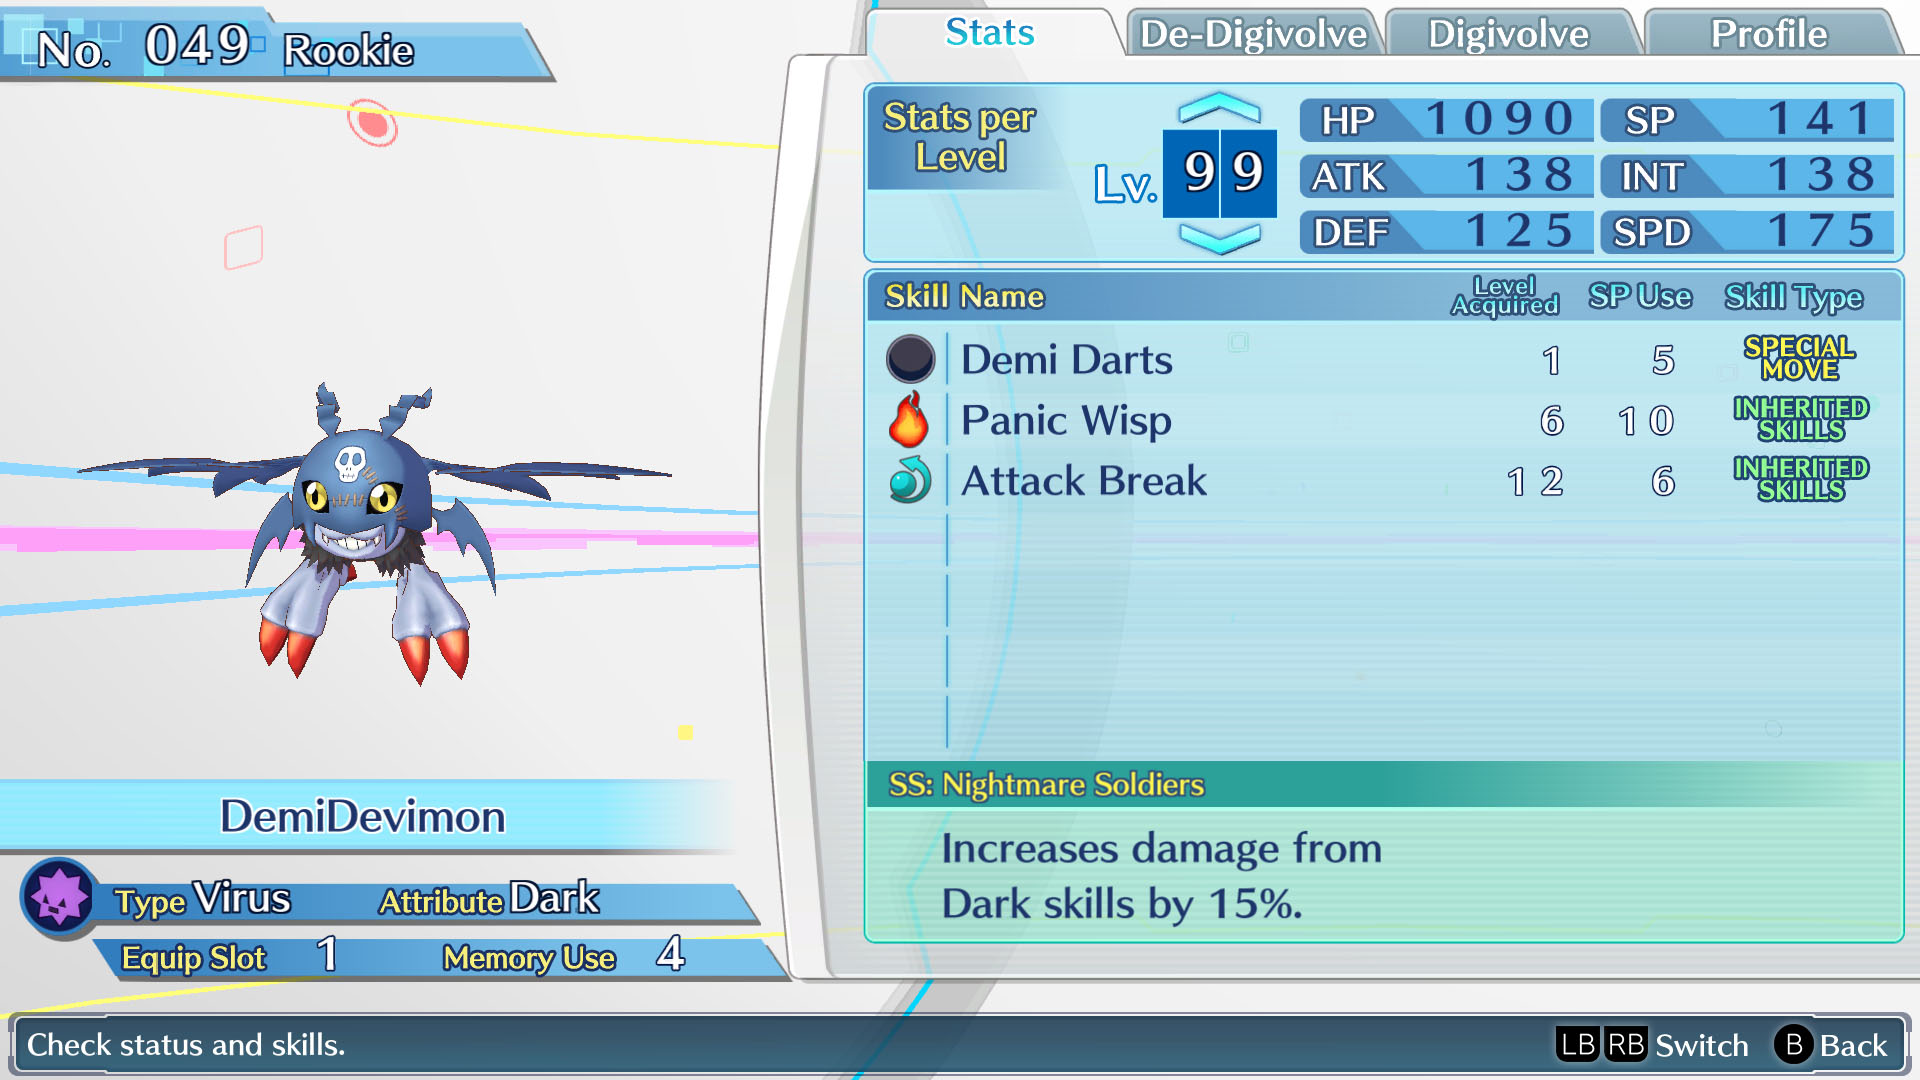 No. 049 Rookie
Stats
De-Digivolve
Digivolve
Profile
Stats per
Level
Lv. 99
HP 1090
SP 141
ATK 138
INT 138
DEF 125
SPD 175
Skill Name
Level
Acquired
SP Use
Skill Type
Demi Darts 1 5 SPECIAL
MOVE
Panic Wisp 6 10 INHERITED
SKILLS
Attack Break 12 6 INHERITED
SKILLS
SS: Nightmare Soldiers
Increases damage from
Dark skills by 15%.
DemiDevimon
Type Virus Attribute Dark
Equip Slot 1 Memory Use 4
Check status and skills.
LB RB Switch B Back